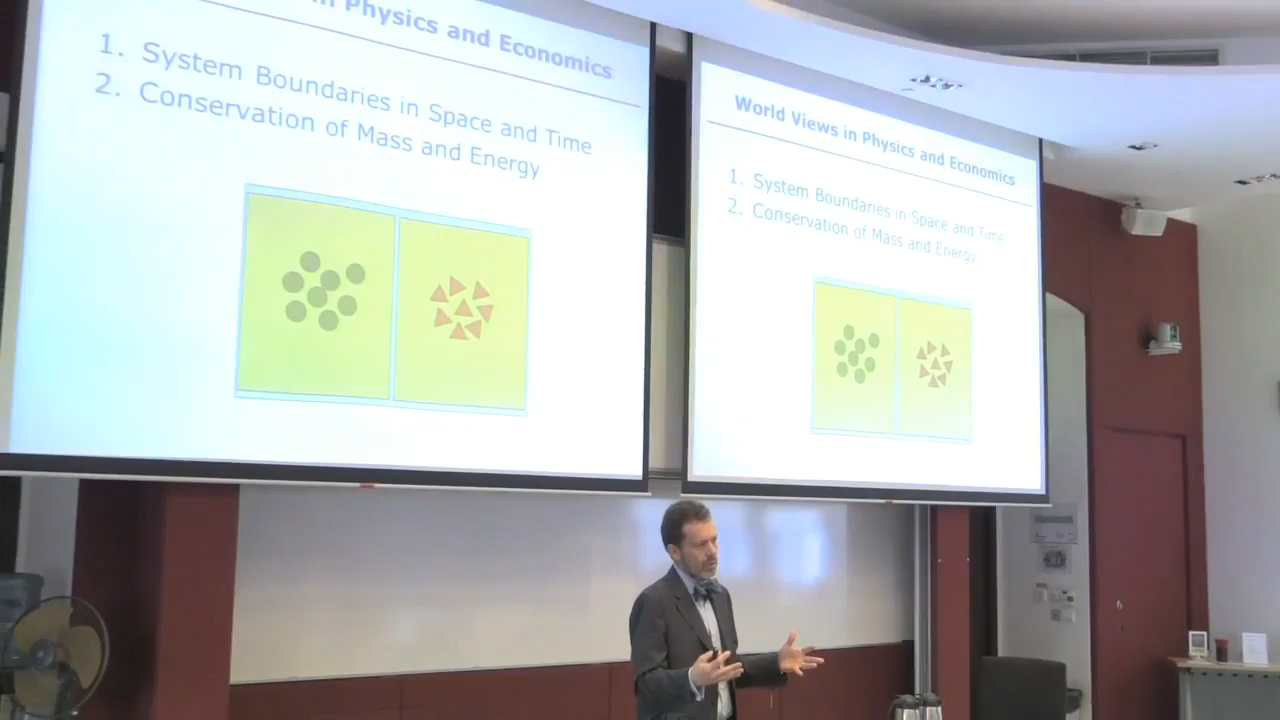 in Physics and Economics
1. System Boundaries in Space and Time
2. Conservation of Mass and Energy
World Views in Physics and Economics
1. System Boundaries in Space and Time
2. Conservation of Mass and Energy